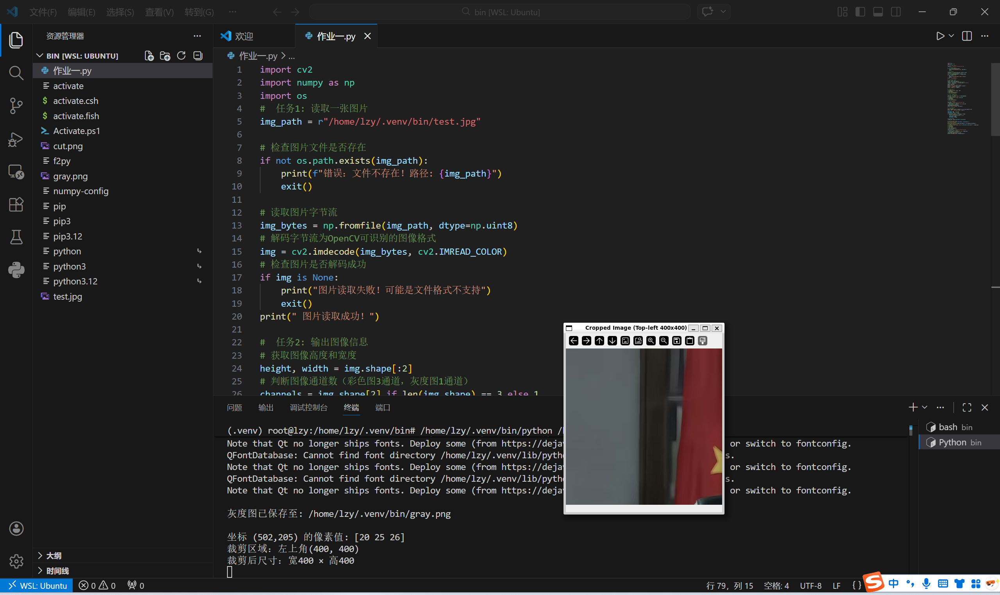 文件(F) 编辑(E) 选择(S) 查看(V) 转到(G) ··· bin [WSL: Ubuntu]
资源管理器 ···
BIN [WSL: UBUNTU]
作业一.py
activate
activate.csh
activate.fish
Activate.ps1
cut.png
f2py
gray.png
numpy-config
pip
pip3
pip3.12
python
python3
python3.12
test.jpg
大纲
时间线
欢迎 作业一.py
作业一.py > ...
1 import cv2
2 import numpy as np
3 import os
4 #  任务1: 读取一张图片
5 img_path = r"/home/lzy/.venv/bin/test.jpg"
6
7 # 检查图片文件是否存在
8 if not os.path.exists(img_path):
9 print(f"错误: 文件不存在! 路径: {img_path}")
10 exit()
11
12 # 读取图片字节流
13 img_bytes = np.fromfile(img_path, dtype=np.uint8)
14 # 解码字节流为OpenCV可识别的图像格式
15 img = cv2.imdecode(img_bytes, cv2.IMREAD_COLOR)
16 # 检查图片是否解码成功
17 if img is None:
18 print("图片读取失败! 可能是文件格式不支持")
19 exit()
20 print(" 图片读取成功! ")
21
22 #  任务2: 输出图像信息
23 # 获取图像高度和宽度
24 height, width = img.shape[:2]
25 # 判断图像通道数（彩色图3通道，灰度图1通道）
26 channels = img.shape[2] if len(img.shape) == 3 else 1
Cropped Image (Top-left 400x400)
问题 输出 调试控制台 终端 端口
(.venv) root@lzy:/home/lzy/.venv/bin# /home/lzy/.venv/bin/python /
Note that Qt no longer ships fonts. Deploy some (from https://deja or switch to fontconfig.
QFontDatabase: Cannot find font directory /home/lzy/.venv/lib/pyth s.
Note that Qt no longer ships fonts. Deploy some (from https://deja or switch to fontconfig.
QFontDatabase: Cannot find font directory /home/lzy/.venv/lib/pyth s.
Note that Qt no longer ships fonts. Deploy some (from https://deja or switch to fontconfig.
灰度图已保存至: /home/lzy/.venv/bin/gray.png
坐标 (502,205) 的像素值: [20 25 26]
裁剪区域: 左上角(400, 400)
裁剪后尺寸: 宽400 × 高400
bash bin
Python bin
WSL: Ubuntu 0 0 0 行 79，列 15 空格: 4 UTF-8 LF {} S 中